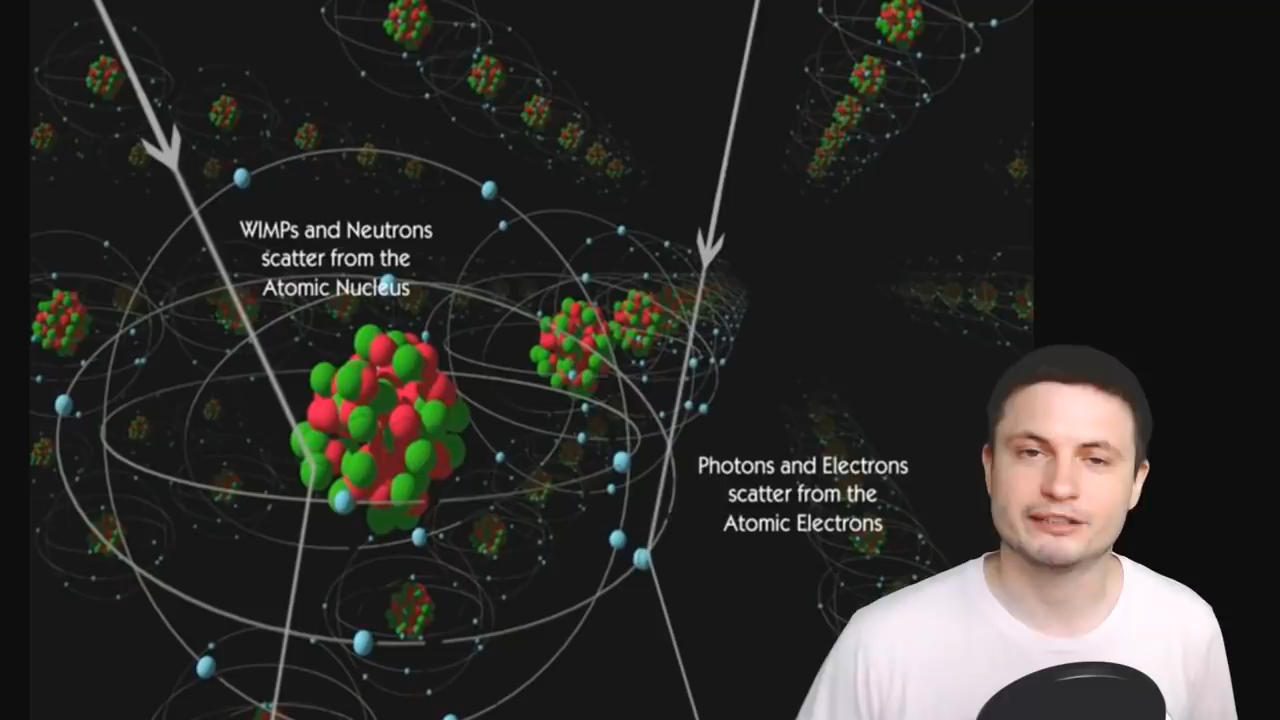 WIMPs and Neutrons
scatter from the
Atomic Nucleus
Photons and Electrons
scatter from the
Atomic Electrons